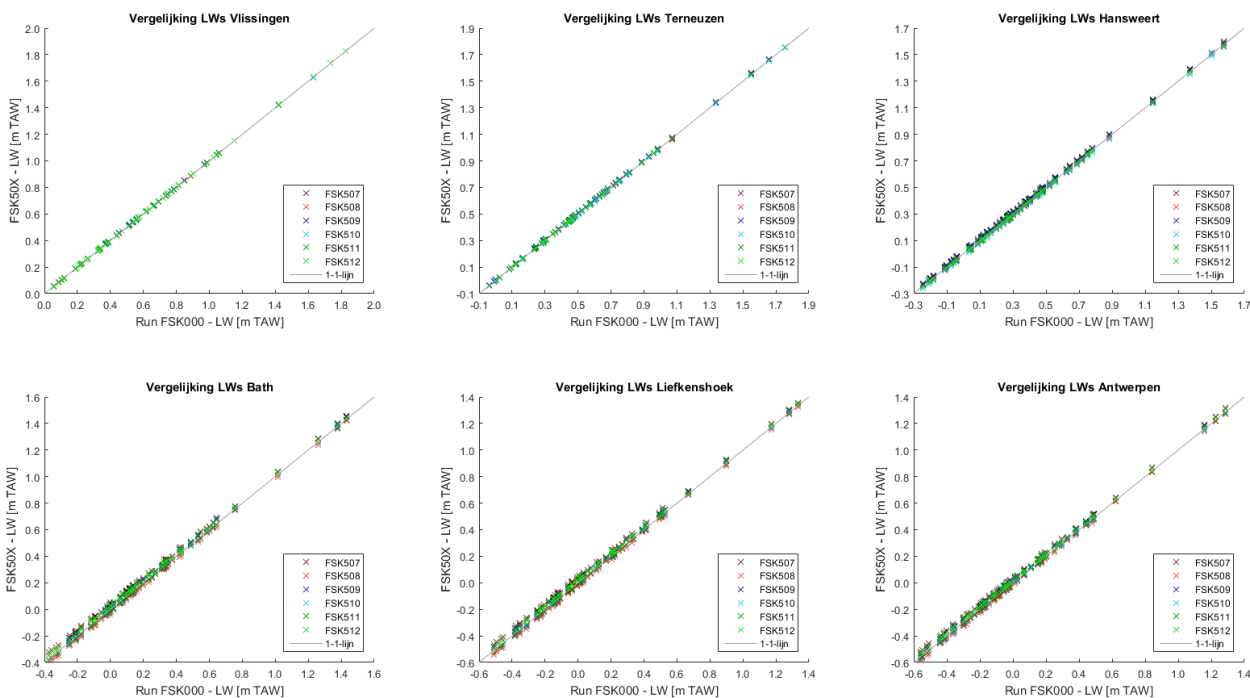 Vergelijking LWs Vlissingen
FSK50X - LW [m TAW]
2.0
1.8
1.6
1.4
1.2
1.0
0.8
0.6
0.4
0.2
0.0
0.0 0.2 0.4 0.6 0.8 1.0 1.2 1.4 1.6 1.8 2.0
Run FSK000 - LW [m TAW]
FSK507
FSK508
FSK509
FSK510
FSK511
FSK512
1-1-lijn
Vergelijking LWs Terneuzen
FSK50X - LW [m TAW]
1.9
1.7
1.5
1.3
1.1
0.9
0.7
0.5
0.3
0.1
-0.1
-0.1 0.1 0.3 0.5 0.7 0.9 1.1 1.3 1.5 1.7 1.9
Run FSK000 - LW [m TAW]
FSK507
FSK508
FSK509
FSK510
FSK511
FSK512
1-1-lijn
Vergelijking LWs Hansweert
FSK50X - LW [m TAW]
1.7
1.5
1.3
1.1
0.9
0.7
0.5
0.3
0.1
-0.1
-0.3
-0.3 -0.1 0.1 0.3 0.5 0.7 0.9 1.1 1.3 1.5 1.7
Run FSK000 - LW [m TAW]
FSK507
FSK508
FSK509
FSK510
FSK511
FSK512
1-1-lijn
Vergelijking LWs Bath
FSK50X - LW [m TAW]
1.6
1.4
1.2
1.0
0.8
0.6
0.4
0.2
0.0
-0.2
-0.4
-0.4 -0.2 0.0 0.2 0.4 0.6 0.8 1.0 1.2 1.4 1.6
Run FSK000 - LW [m TAW]
FSK507
FSK508
FSK509
FSK510
FSK511
FSK512
1-1-lijn
Vergelijking LWs Liefkenshoek
FSK50X - LW [m TAW]
1.4
1.2
1.0
0.8
0.6
0.4
0.2
0.0
-0.2
-0.4
-0.6
-0.6 -0.4 -0.2 0.0 0.2 0.4 0.6 0.8 1.0 1.2 1.4
Run FSK000 - LW [m TAW]
FSK507
FSK508
FSK509
FSK510
FSK511
FSK512
1-1-lijn
Vergelijking LWs Antwerpen
FSK50X - LW [m TAW]
1.4
1.2
1.0
0.8
0.6
0.4
0.2
0.0
-0.2
-0.4
-0.6
-0.6 -0.4 -0.2 0.0 0.2 0.4 0.6 0.8 1.0 1.2 1.4
Run FSK000 - LW [m TAW]
FSK507
FSK508
FSK509
FSK510
FSK511
FSK512
1-1-lijn